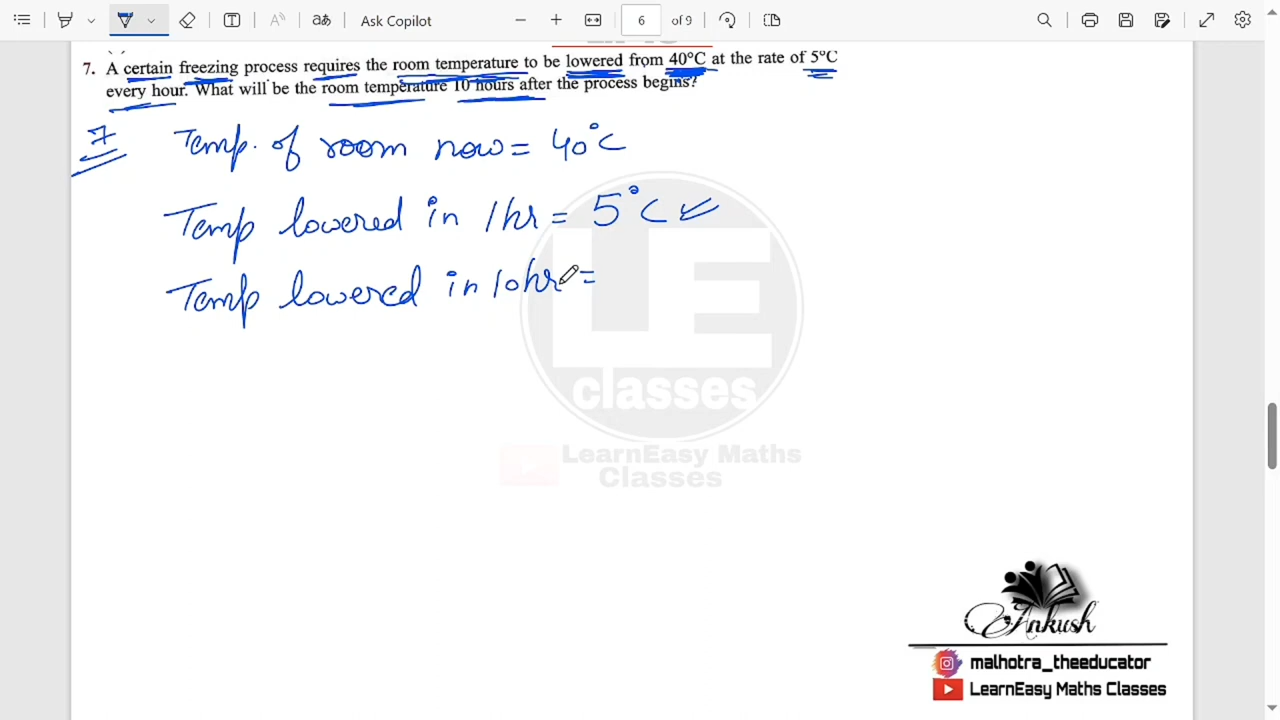 Ask Copilot
6 of 9
7. A certain freezing process requires the room temperature to be lowered from 40°C at the rate of 5°C
every hour. What will be the room temperature 10 hours after the process begins?
7 Temp. of room now = 40°C
Temp lowered in 1hr = 5°C
Temp lowered in 10hr =
LE
classes
LearnEasy Maths
Classes
Ankush
malhotra_theeducator
LearnEasy Maths Classes